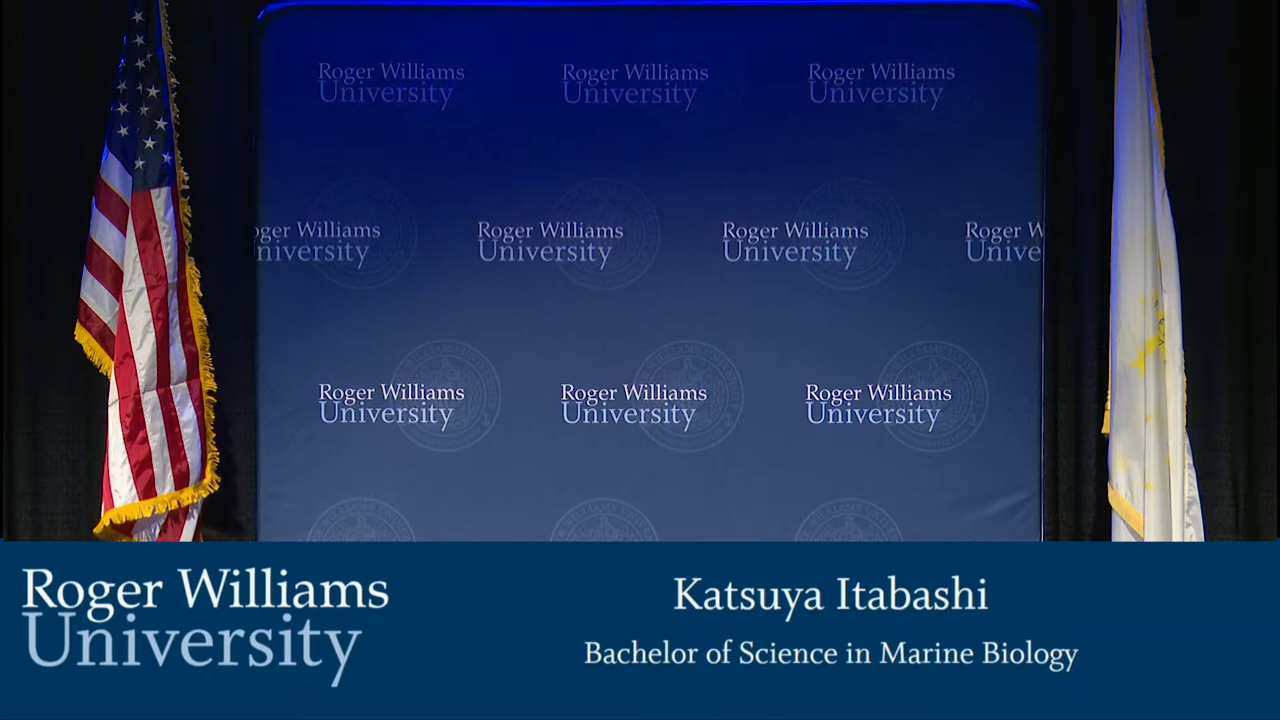 Roger Williams
University
Roger Williams
University
Roger Williams
University
oger Williams
niversity
Roger Williams
University
Roger Williams
University
Roger W
Unive
Roger Williams
University
Roger Williams
University
Roger Williams
University
Roger Williams
University
Katsuya Itabashi
Bachelor of Science in Marine Biology